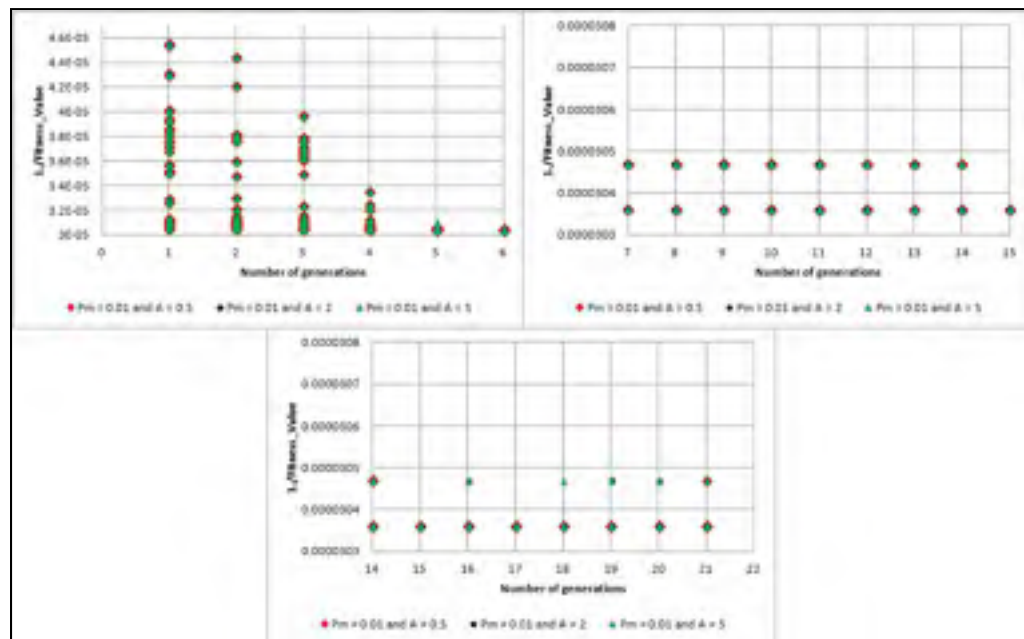 4.6E-05
4.4E-05
4.2E-05
4E-05
3.8E-05
3.6E-05
3.4E-05
3.2E-05
3E-05
1./Fitness_Value
0 1 2 3 4 5 6
Number of generations
Pm = 0.01 and A = 0.5 Pm = 0.01 and A = 2 Pm = 0.01 and A = 5
0.0000308
0.0000307
0.0000306
0.0000305
0.0000304
0.0000303
1./Fitness_Value
7 8 9 10 11 12 13 14 15
Number of generations
Pm = 0.01 and A = 0.5 Pm = 0.01 and A = 2 Pm = 0.01 and A = 5
0.0000308
0.0000307
0.0000306
0.0000305
0.0000304
0.0000303
1./Fitness_Value
14 15 16 17 18 19 20 21 22
Number of generations
Pm = 0.01 and A = 0.5 Pm = 0.01 and A = 2 Pm = 0.01 and A = 5